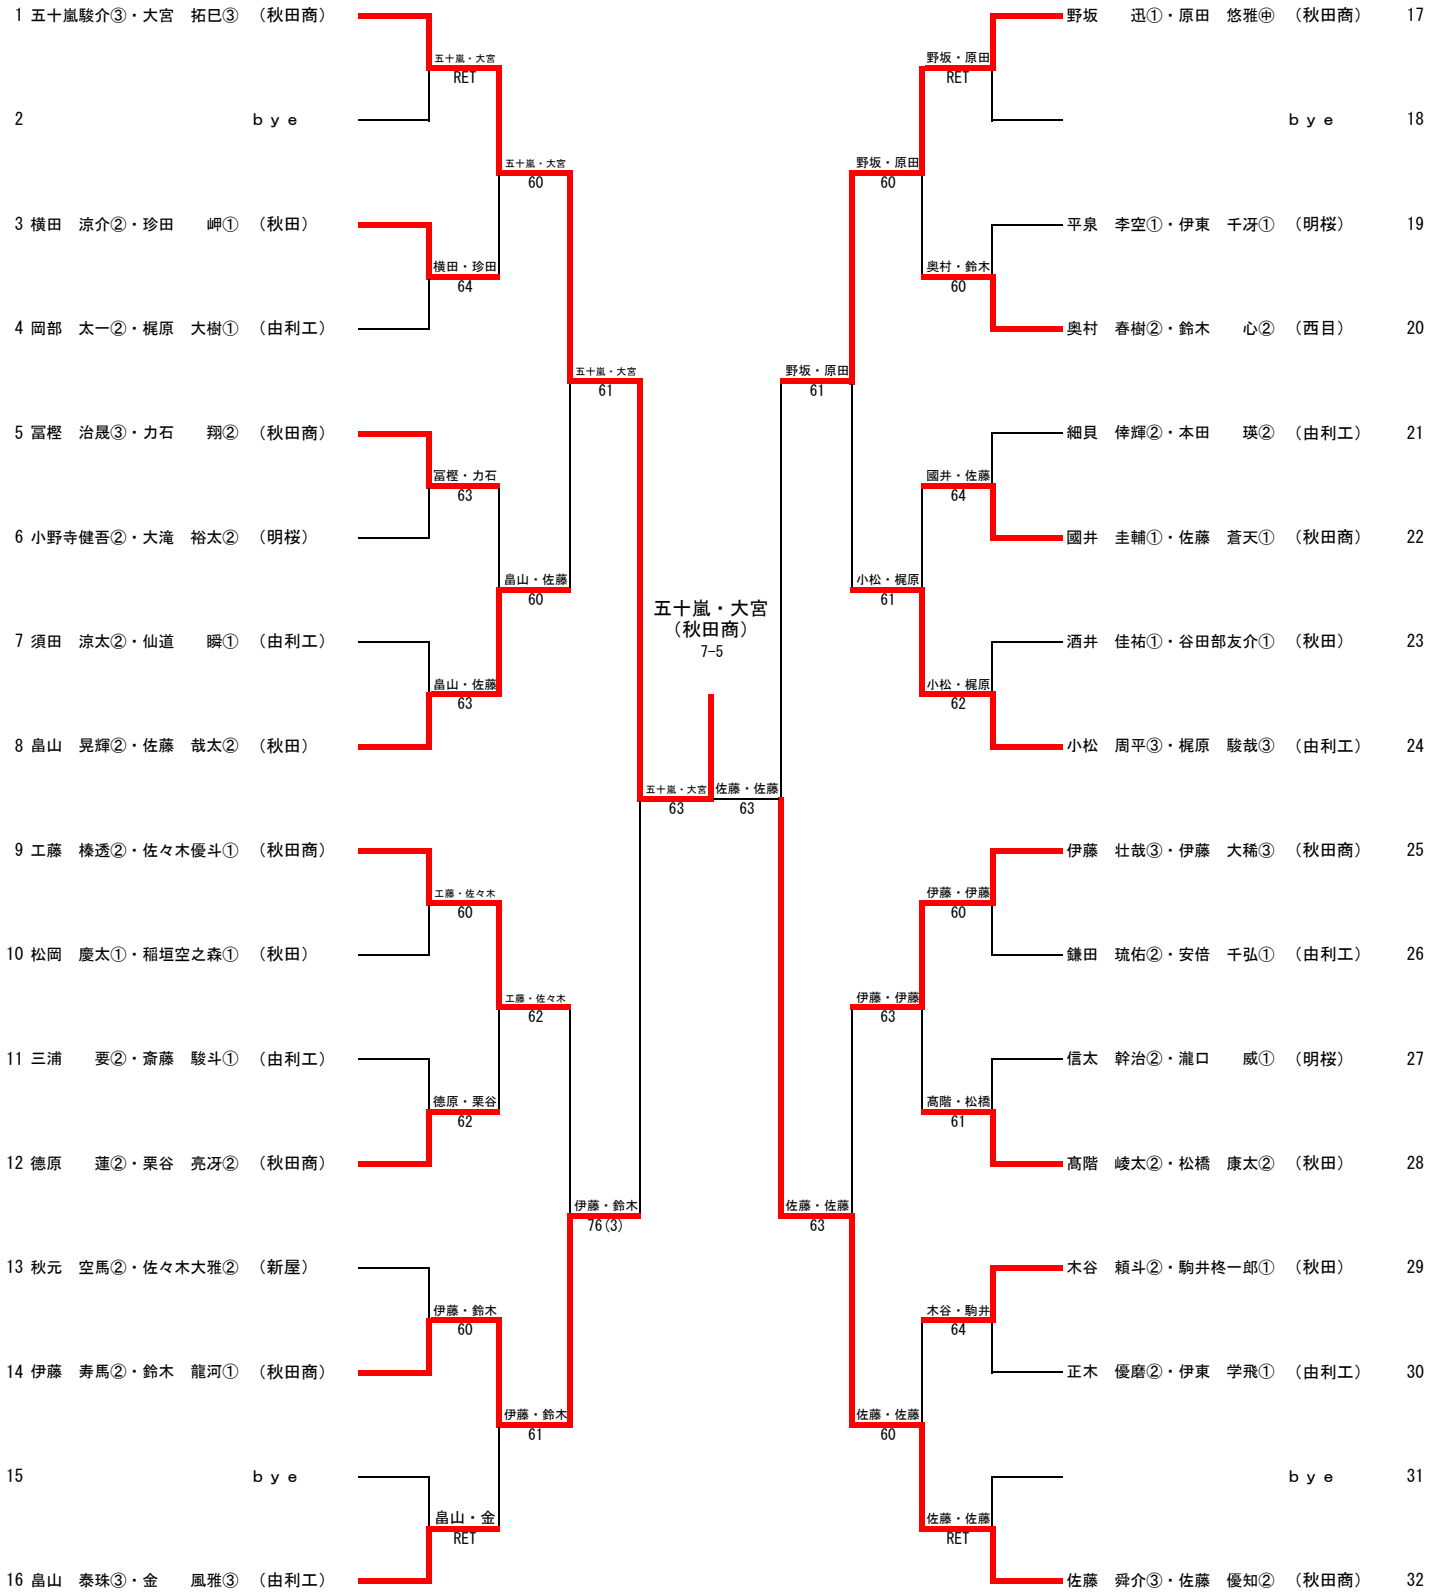 1 五十嵐駿介③・大宮 拓巳③ (秋田商)
2 bye
3 横田 涼介②・珍田 岬① (秋田)
4 岡部 太一②・梶原 大樹① (由利工)
5 冨樫 治晟③・力石 翔② (秋田商)
6 小野寺健吾②・大滝 裕太② (明桜)
7 須田 涼太②・仙道 瞬① (由利工)
8 畠山 晃輝②・佐藤 哉太② (秋田)
9 工藤 榛透②・佐々木優斗① (秋田商)
10 松岡 慶太①・稲垣空之森① (秋田)
11 三浦 要②・斎藤 駿斗① (由利工)
12 德原 蓮②・栗谷 亮冴② (秋田商)
13 秋元 空馬②・佐々木大雅② (新屋)
14 伊藤 寿馬②・鈴木 龍河① (秋田商)
15 bye
16 畠山 泰珠③・金 風雅③ (由利工)
五十嵐・大宮
RET
横田・珍田
64
冨樫・力石
63
畠山・佐藤
63
工藤・佐々木
60
德原・栗谷
62
伊藤・鈴木
60
畠山・金
RET
五十嵐・大宮
60
畠山・佐藤
60
工藤・佐々木
62
伊藤・鈴木
61
五十嵐・大宮
61
伊藤・鈴木
76(3)
五十嵐・大宮
63
五十嵐・大宮
(秋田商)
7-5
佐藤・佐藤
63
野坂・原田
61
佐藤・佐藤
63
野坂・原田
60
小松・梶原
61
伊藤・伊藤
63
佐藤・佐藤
60
野坂・原田
RET
奥村・鈴木
60
國井・佐藤
64
小松・梶原
62
伊藤・伊藤
60
髙階・松橋
61
木谷・駒井
64
佐藤・佐藤
RET
野坂 迅①・原田 悠雅㊥ (秋田商) 17
bye 18
平泉 李空①・伊東 千冴① (明桜) 19
奥村 春樹②・鈴木 心② (西目) 20
細貝 倖輝②・本田 瑛② (由利工) 21
國井 圭輔①・佐藤 蒼天① (秋田商) 22
酒井 佳祐①・谷田部友介① (秋田) 23
小松 周平③・梶原 駿哉③ (由利工) 24
伊藤 壮哉③・伊藤 大稀③ (秋田商) 25
鎌田 琉佑②・安倍 千弘① (由利工) 26
信太 幹治②・瀧口 威① (明桜) 27
髙階 崚太②・松橋 康太② (秋田) 28
木谷 頼斗②・駒井柊一郎① (秋田) 29
正木 優磨②・伊東 学飛① (由利工) 30
bye 31
佐藤 舜介③・佐藤 優知② (秋田商) 32